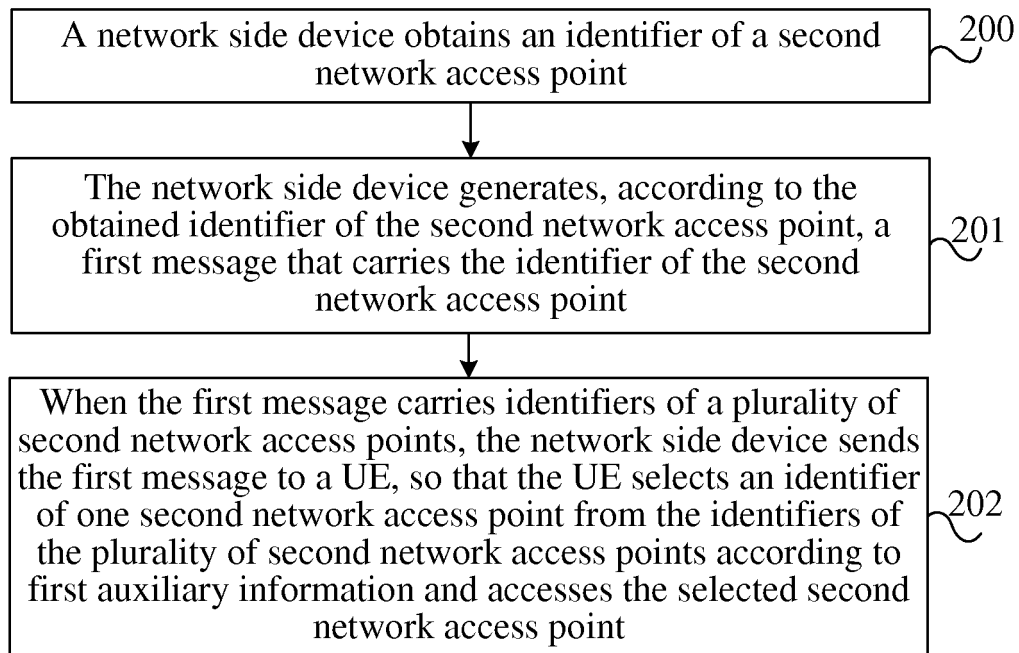 A network side device obtains an identifier of a second
network access point
200
The network side device generates, according to the
obtained identifier of the second network access point, a
first message that carries the identifier of the second
network access point
201
When the first message carries identifiers of a plurality of
second network access points, the network side device sends
the first message to a UE, so that the UE selects an identifier
of one second network access point from the identifiers of
the plurality of second network access points according to
first auxiliary information and accesses the selected second
network access point
202